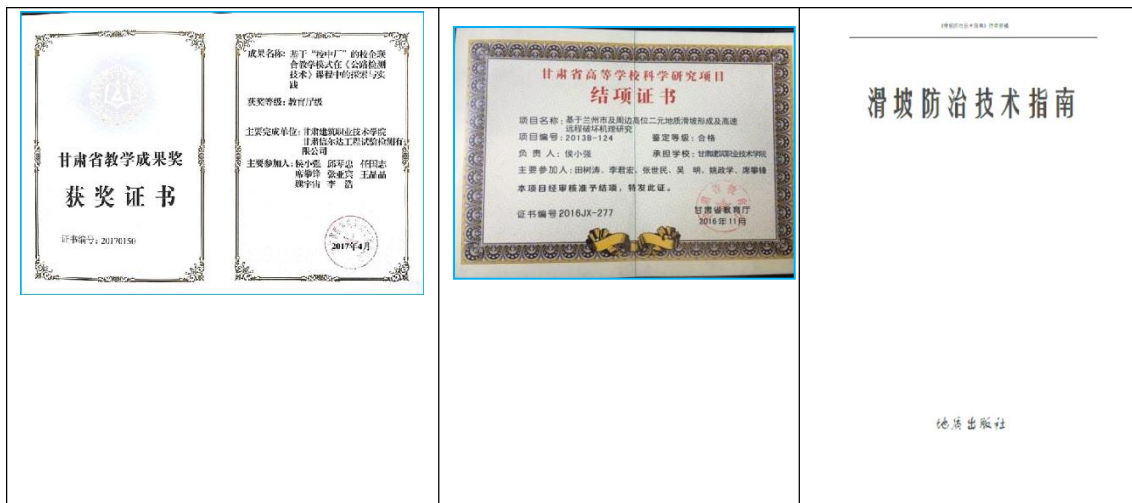 甘肃省教学成果奖
获奖证书
证书编号：20170150
成果名称：基于“校中厂”的校企联
合教学模式在《公路检测
技术》课程中的探索与实
践
获奖等级：教育厅级
主要完成单位：甘肃建筑职业技术学院
甘肃信尔达工程试验检测有
限公司
主要参加人：侯小强 邱琴忠 任国志
席攀锋 张亚宾 王晶晶
魏宇宙 李 浩
2017年4月
甘肃省高等学校科学研究项目
结项证书
项目名称：基于兰州市及周边高位二元地质滑坡形成及高速
远程破坏机理研究
项目编号：2013B-124 鉴定等级：合格
负 责 人：侯小强 承担学校：甘肃建筑职业技术学院
主要参加人：田树涛、李君宏、张世民、吴 明、姚政学、席攀锋
本项目经审核准予结项，特发此证。
证书编号2016JX-277
甘肃省教育厅
2016年11月
滑坡防治技术指南
地质出版社